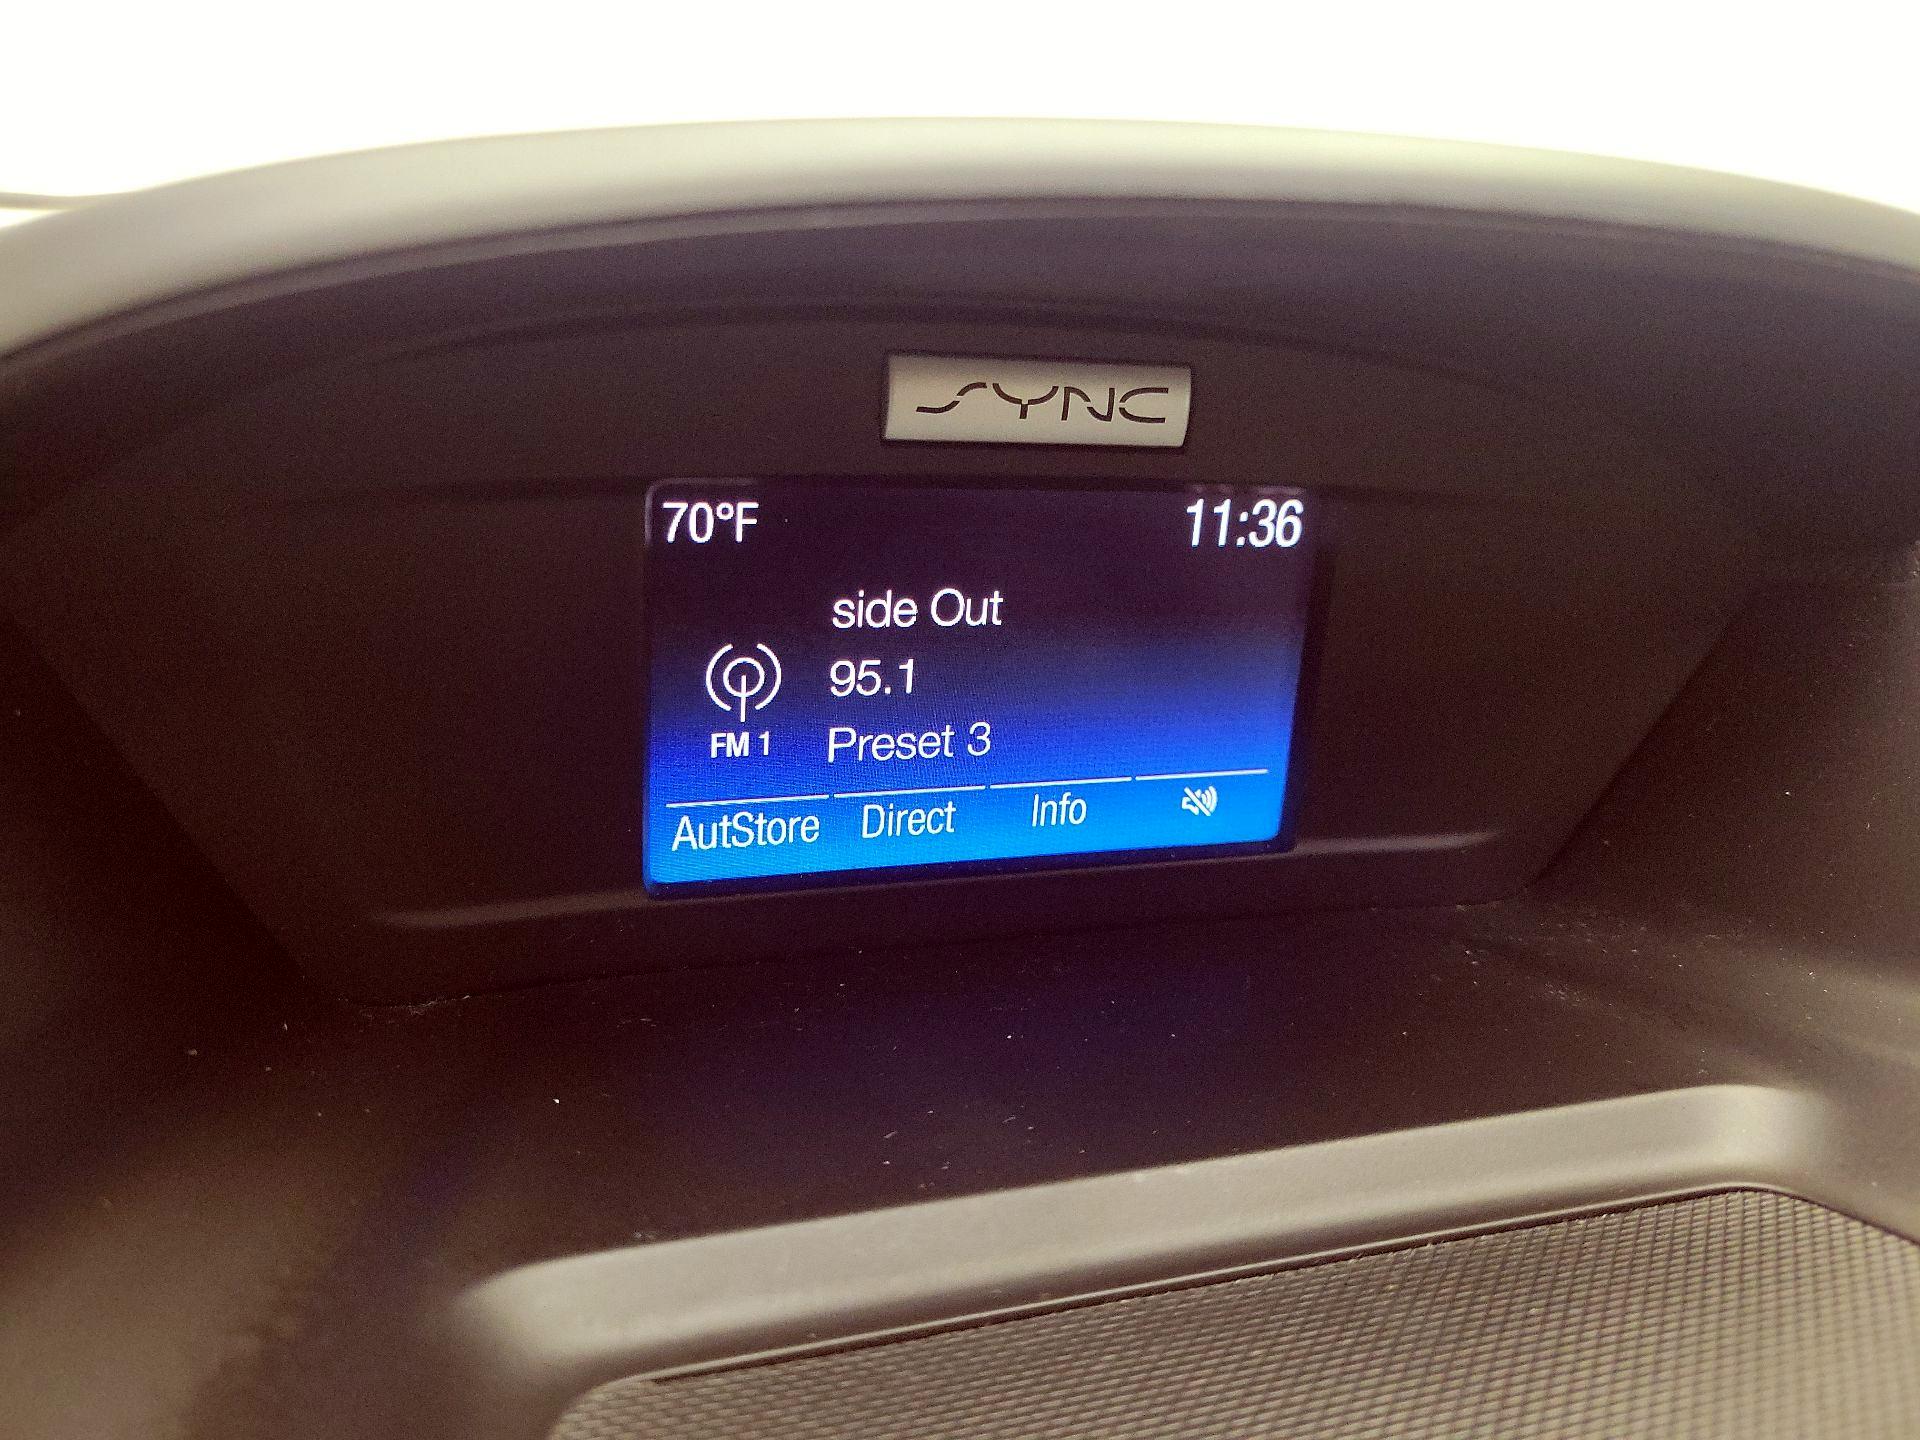 SYNC
70°F 11:36
side Out
95.1
FM 1 Preset 3
AutStore Direct Info